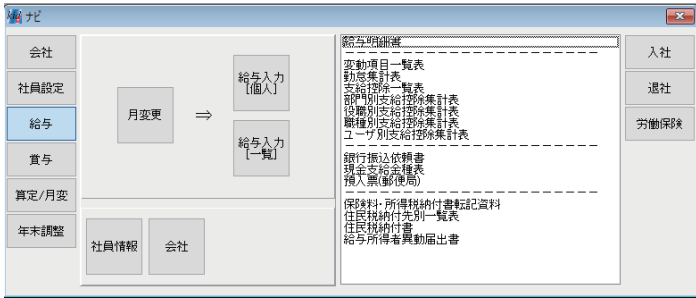 ナビ
会社
社員設定
給与
賞与
算定/月変
年末調整
月変更
⇒
給与入力
[個人]
給与入力
[一覧]
社員情報
会社
給与明細書
変動項目一覧表
勤怠集計表
支給控除一覧表
部門別支給控除集計表
役職別支給控除集計表
職種別支給控除集計表
ユーザ別支給控除集計表
銀行振込依頼書
現金支給金種表
預入票(郵便局)
保険料・所得税納付書転記資料
住民税納付先別一覧表
住民税納付書
給与所得者異動届出書
入社
退社
労働保険